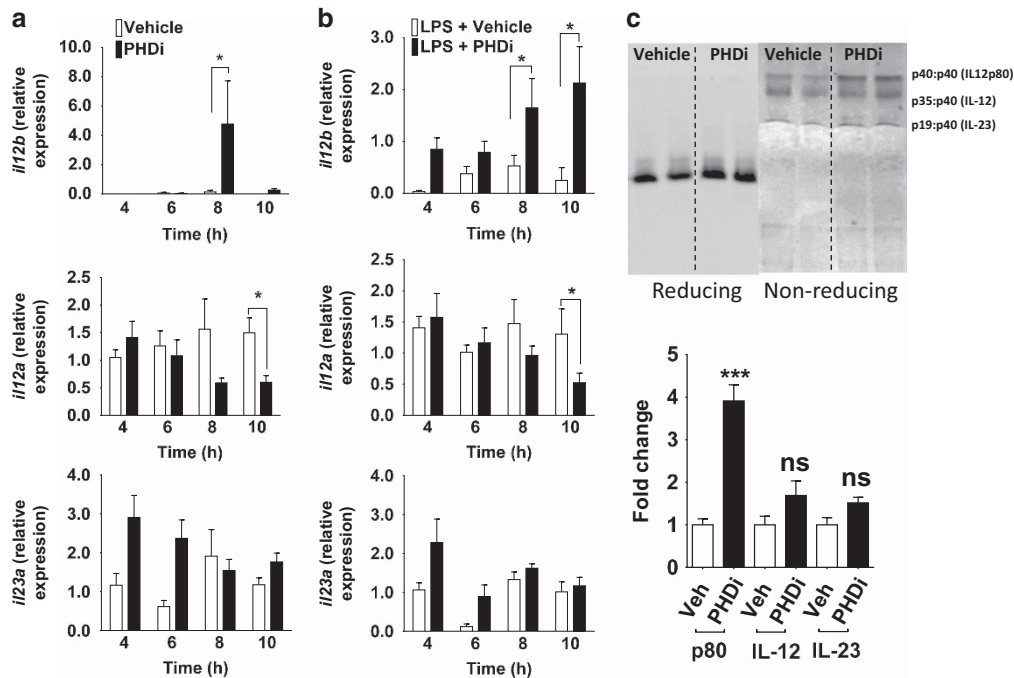 a
Vehicle
PHDi
il12b (relative
expression)
10.0
8.0
6.0
4.0
2.0
0.0
*
4 6 8 10
Time (h)
il12a (relative
expression)
2.5
2.0
1.5
1.0
0.5
0.0
*
4 6 8 10
Time (h)
il23a (relative
expression)
4.0
3.0
2.0
1.0
0.0
4 6 8 10
Time (h)
b
LPS + Vehicle
LPS + PHDi
il12b (relative
expression)
3.0
2.0
1.0
0.0
* *
4 6 8 10
Time (h)
il12a (relative
expression)
2.5
2.0
1.5
1.0
0.5
0.0
*
4 6 8 10
Time (h)
il23a (relative
expression)
4.0
3.0
2.0
1.0
0.0
4 6 8 10
Time (h)
c
Vehicle PHDi Vehicle PHDi
p40:p40 (IL12p80)
p35:p40 (IL-12)
p19:p40 (IL-23)
Reducing Non-reducing
Fold change
5
4
3
2
1
0
***
ns
ns
Veh PHDi Veh PHDi Veh PHDi
p80 IL-12 IL-23